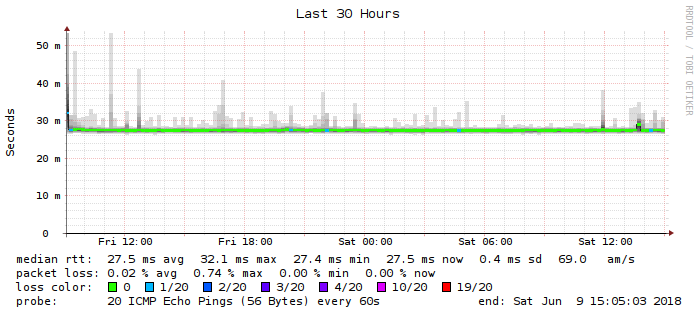 Last 30 Hours
RRDTOOL / TOBI OETIKER
Seconds
50 m
40 m
30 m
20 m
10 m
0
Fri 12:00 Fri 18:00 Sat 00:00 Sat 06:00 Sat 12:00
median rtt: 27.5 ms avg 32.1 ms max 27.4 ms min 27.5 ms now 0.4 ms sd 69.0 am/s
packet loss: 0.02 % avg 0.74 % max 0.00 % min 0.00 % now
loss color: 0 1/20 2/20 3/20 4/20 10/20 19/20
probe: 20 ICMP Echo Pings (56 Bytes) every 60s end: Sat Jun 9 15:05:03 2018